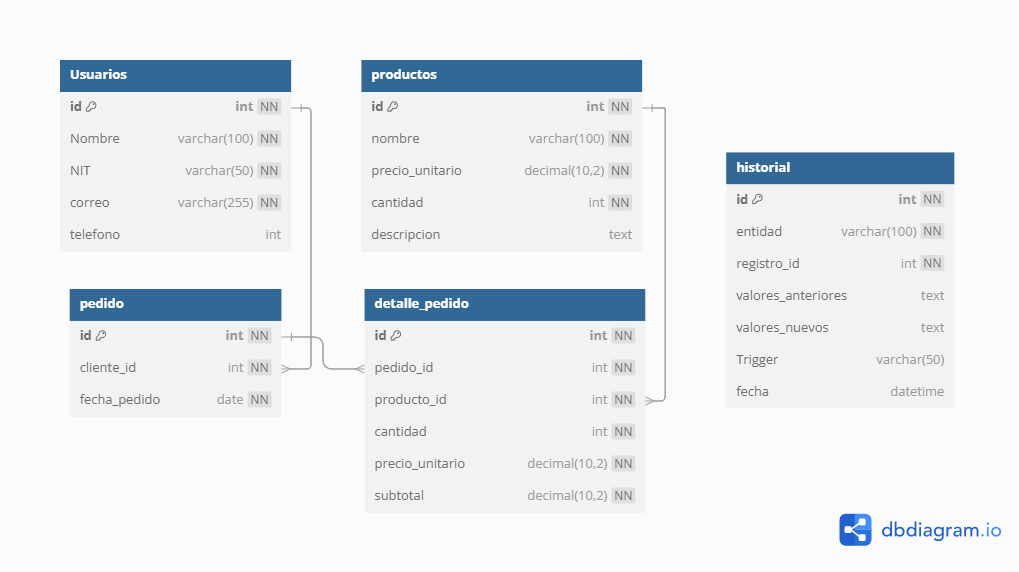 Usuarios
id int NN
Nombre varchar(100) NN
NIT varchar(50) NN
correo varchar(255) NN
telefono int
productos
id int NN
nombre varchar(100) NN
precio_unitario decimal(10,2) NN
cantidad int NN
descripcion text
historial
id int NN
entidad varchar(100) NN
registro_id int NN
valores_anteriores text
valores_nuevos text
Trigger varchar(50)
fecha datetime
pedido
id int NN
cliente_id int NN
fecha_pedido date NN
detalle_pedido
id int NN
pedido_id int NN
producto_id int NN
cantidad int NN
precio_unitario decimal(10,2) NN
subtotal decimal(10,2) NN
dbdiagram.io